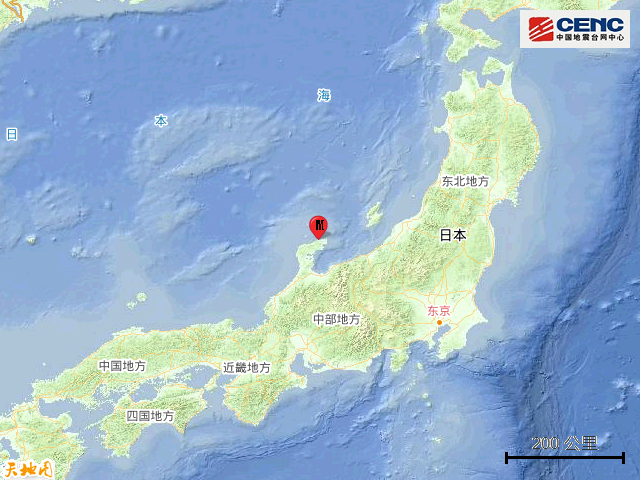 CENC
中国地震台网中心
海
本
日
东北地方
日本
东京
中部地方
中国地方
近畿地方
四国地方
200 公里
天地图